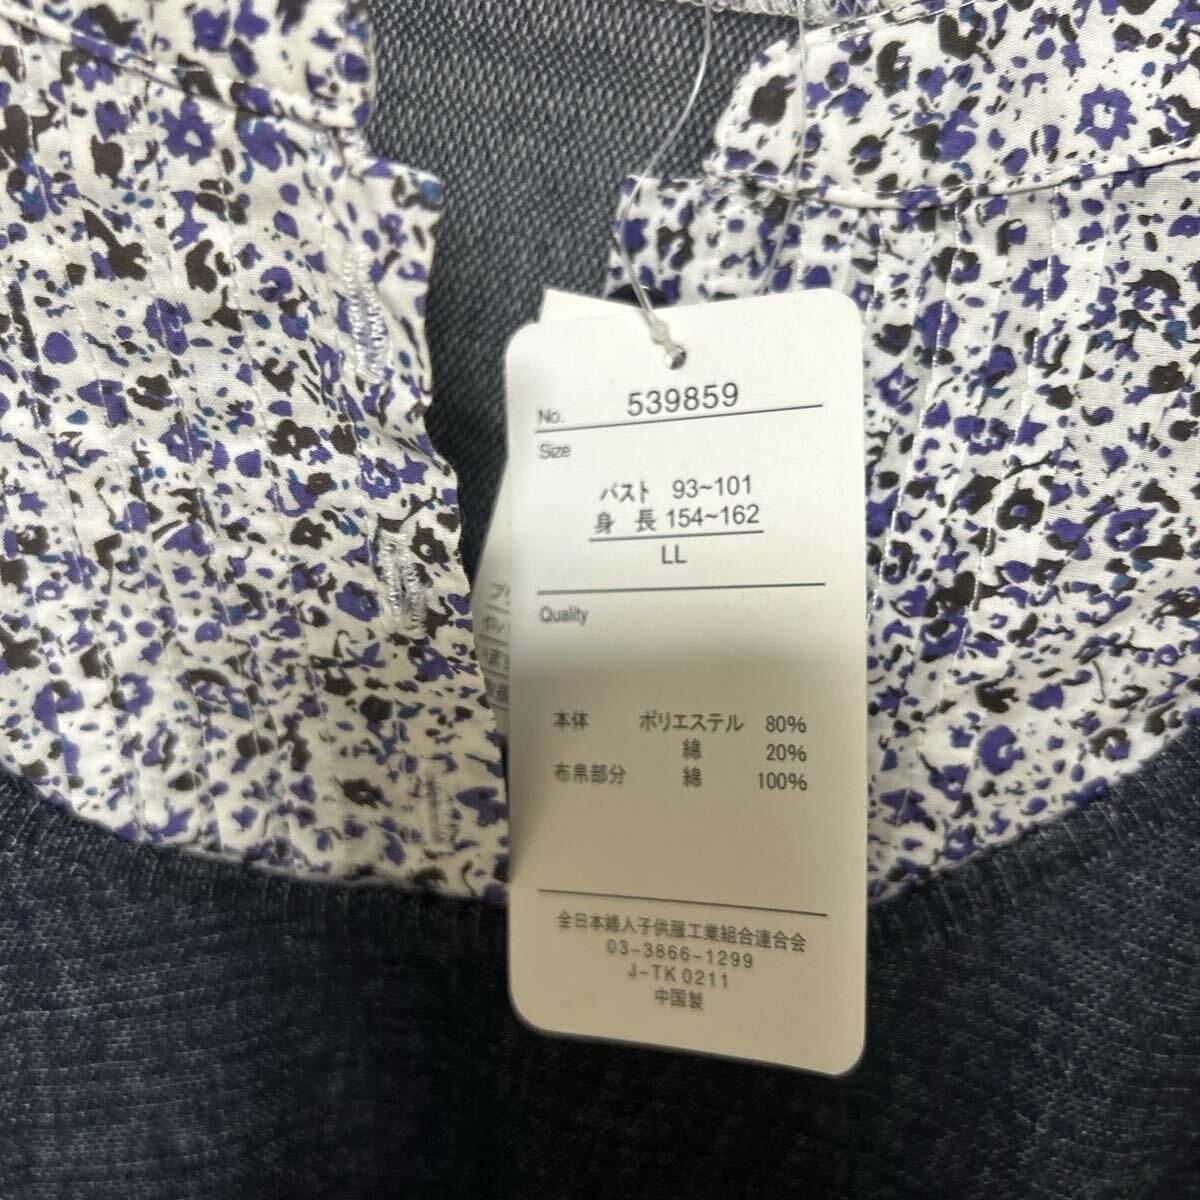 No. 539859
Size
バスト 93~101
身 長 154~162
LL
Quality
本体 ポリエステル 80%
綿 20%
布帛部分 綿 100%
全日本婦人子供服工業組合連合会
03-3866-1299
J-TK0211
中国製